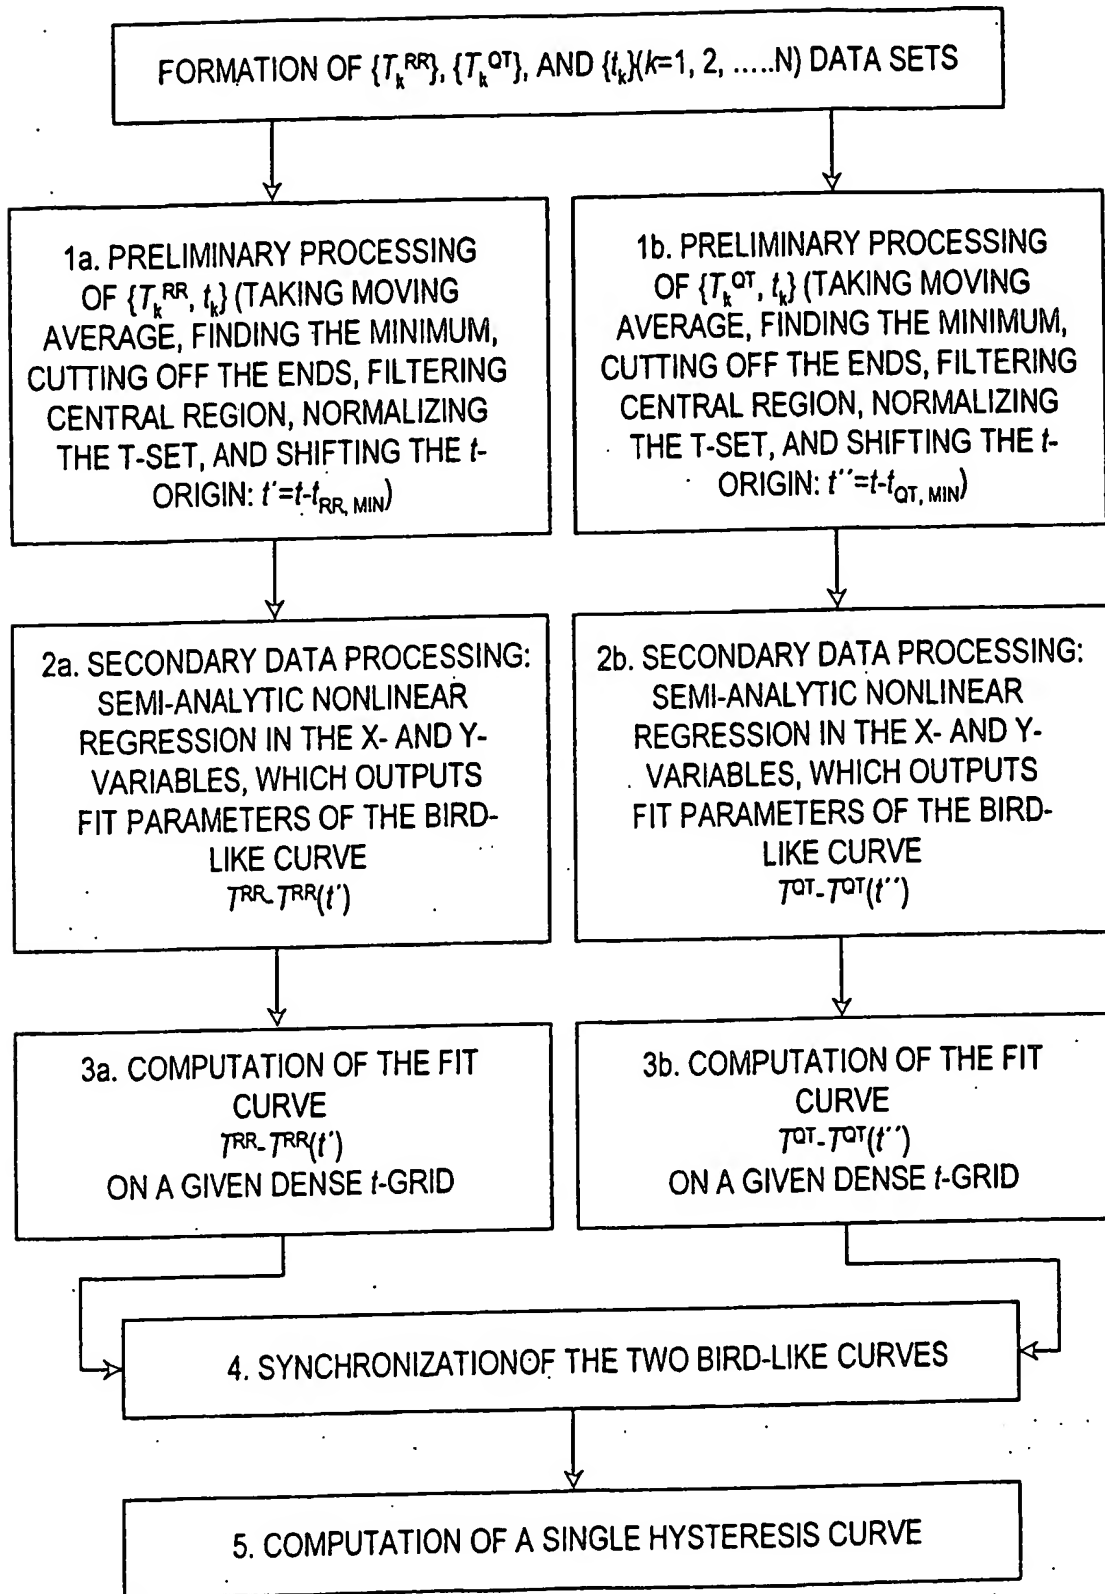 FORMATION OF {T_k^RR}, {T_k^QT}, AND {t_k}(k=1, 2, .....N) DATA SETS
1a. PRELIMINARY PROCESSING
OF {T_k^RR, t_k} (TAKING MOVING
AVERAGE, FINDING THE MINIMUM,
CUTTING OFF THE ENDS, FILTERING
CENTRAL REGION, NORMALIZING
THE T-SET, AND SHIFTING THE t-
ORIGIN: t'=t-t_RR, MIN)
1b. PRELIMINARY PROCESSING
OF {T_k^QT, t_k} (TAKING MOVING
AVERAGE, FINDING THE MINIMUM,
CUTTING OFF THE ENDS, FILTERING
CENTRAL REGION, NORMALIZING
THE T-SET, AND SHIFTING THE t-
ORIGIN: t''=t-t_QT, MIN)
2a. SECONDARY DATA PROCESSING:
SEMI-ANALYTIC NONLINEAR
REGRESSION IN THE X- AND Y-
VARIABLES, WHICH OUTPUTS
FIT PARAMETERS OF THE BIRD-
LIKE CURVE
T^RR-T^RR(t')
2b. SECONDARY DATA PROCESSING:
SEMI-ANALYTIC NONLINEAR
REGRESSION IN THE X- AND Y-
VARIABLES, WHICH OUTPUTS
FIT PARAMETERS OF THE BIRD-
LIKE CURVE
T^QT-T^QT(t'')
3a. COMPUTATION OF THE FIT
CURVE
T^RR-T^RR(t')
ON A GIVEN DENSE t-GRID
3b. COMPUTATION OF THE FIT
CURVE
T^QT-T^QT(t'')
ON A GIVEN DENSE t-GRID
4. SYNCHRONIZATIONOF THE TWO BIRD-LIKE CURVES
5. COMPUTATION OF A SINGLE HYSTERESIS CURVE